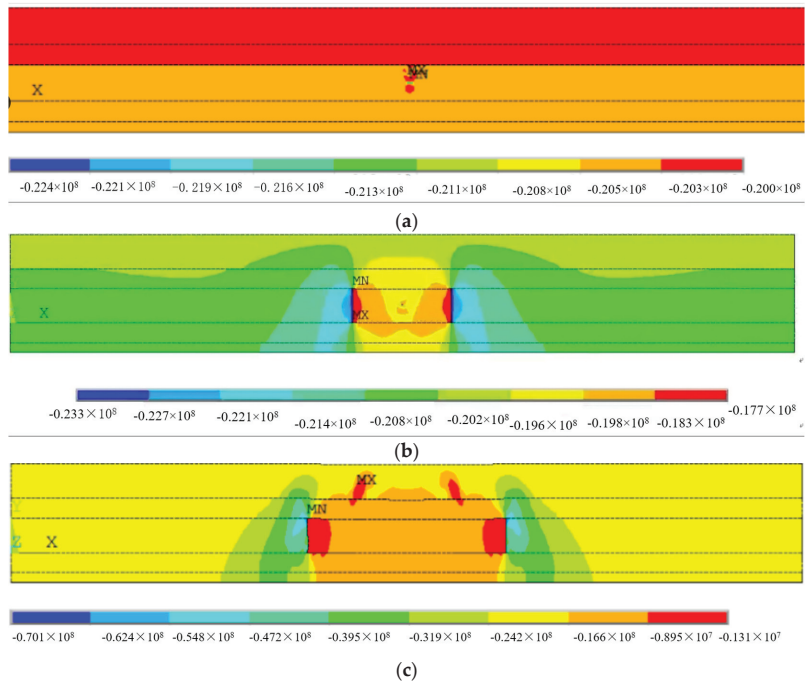 X
-0.224×10⁸ -0.221×10⁸ -0.219×10⁸ -0.216×10⁸ -0.213×10⁸ -0.211×10⁸ -0.208×10⁸ -0.205×10⁸ -0.203×10⁸ -0.200×10⁸
(a)
MN
X MX
-0.233×10⁸ -0.227×10⁸ -0.221×10⁸ -0.214×10⁸ -0.208×10⁸ -0.202×10⁸ -0.196×10⁸ -0.198×10⁸ -0.183×10⁸ -0.177×10⁸
(b)
MX
MN
Y
Z X
-0.701×10⁸ -0.624×10⁸ -0.548×10⁸ -0.472×10⁸ -0.395×10⁸ -0.319×10⁸ -0.242×10⁸ -0.166×10⁸ -0.895×10⁷ -0.131×10⁷
(c)